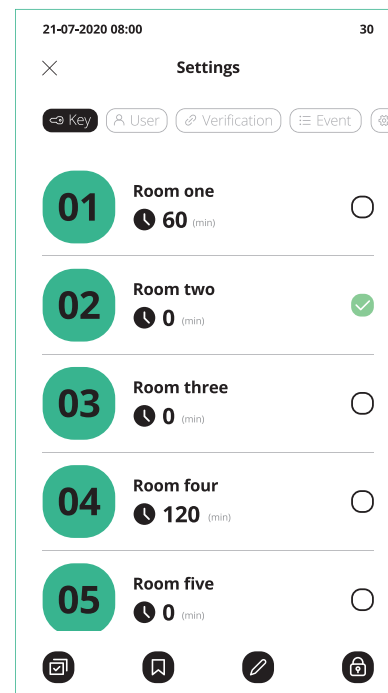 21-07-2020 08:00 30
Settings
Key User Verification Event
01 Room one
60 (min)
02 Room two
0 (min)
03 Room three
0 (min)
04 Room four
120 (min)
05 Room five
0 (min)